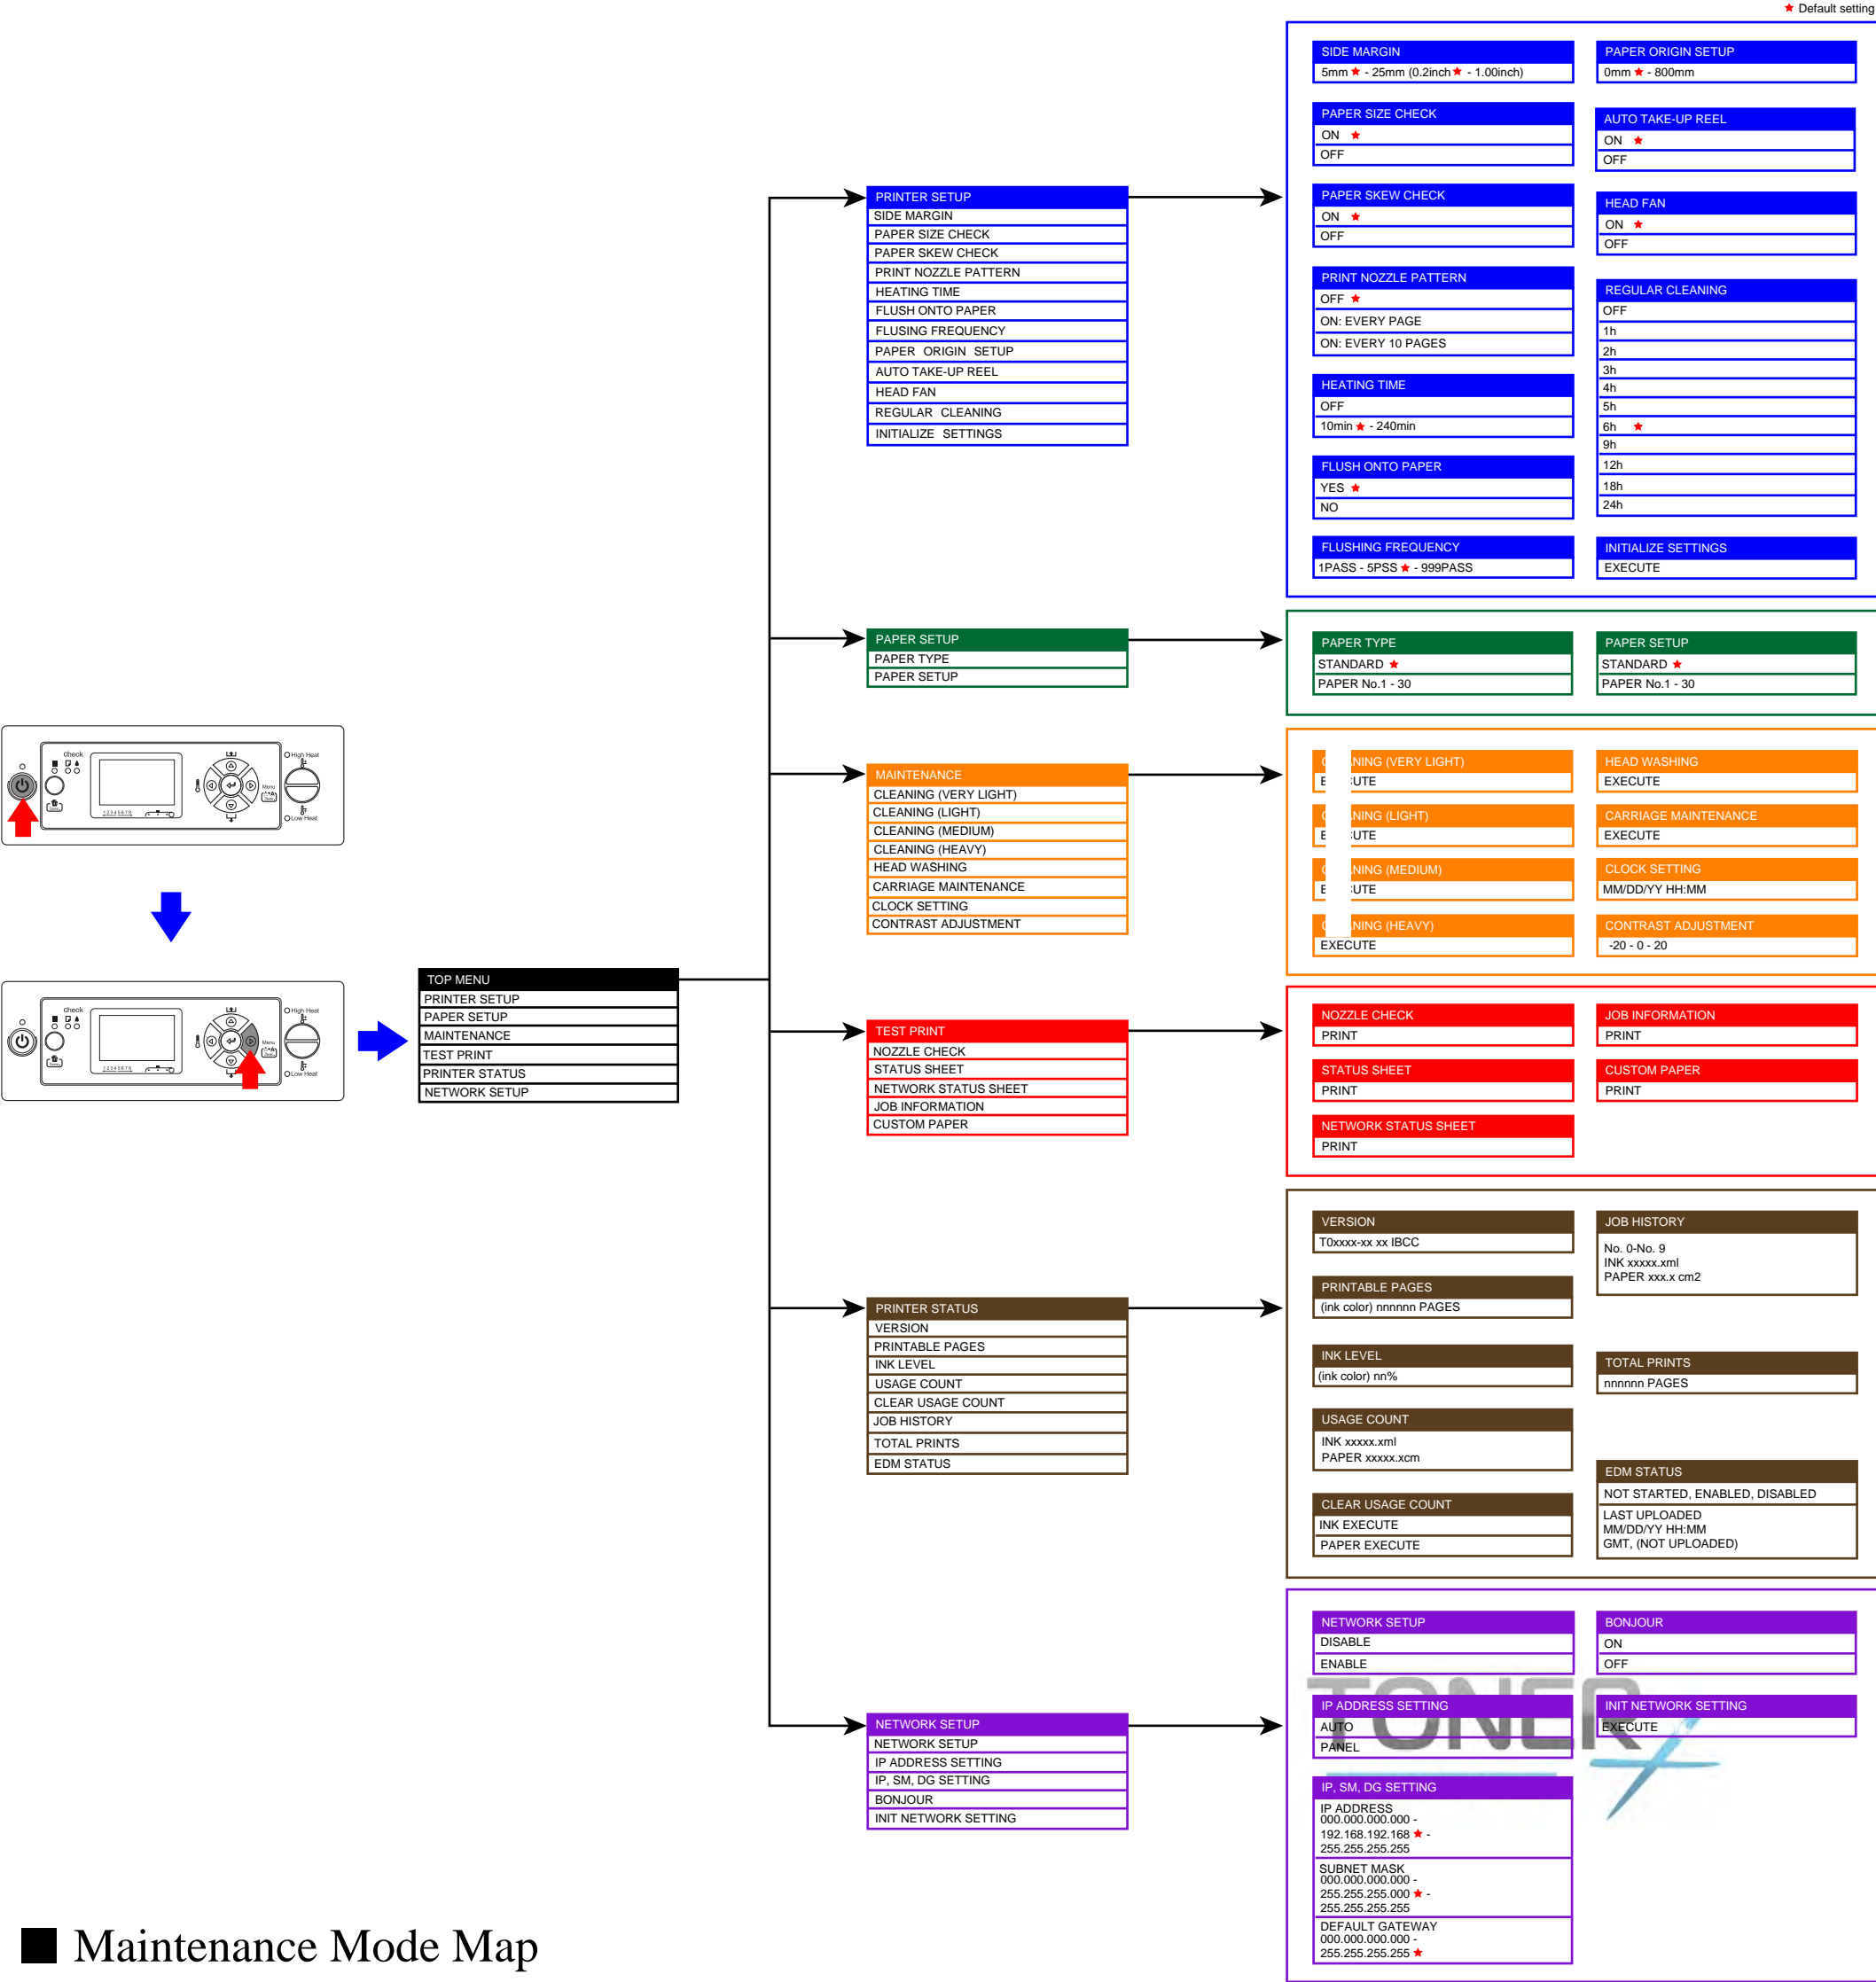 ★ Default setting
SIDE MARGIN
5mm ★ - 25mm (0.2inch ★ - 1.00inch)
PAPER SIZE CHECK
ON ★
OFF
PAPER SKEW CHECK
ON ★
OFF
PRINT NOZZLE PATTERN
OFF ★
ON: EVERY PAGE
ON: EVERY 10 PAGES
HEATING TIME
OFF
10min ★ - 240min
FLUSH ONTO PAPER
YES ★
NO
FLUSHING FREQUENCY
1PASS - 5PSS ★ - 999PASS
PAPER ORIGIN SETUP
0mm ★ - 800mm
AUTO TAKE-UP REEL
ON ★
OFF
HEAD FAN
ON ★
OFF
REGULAR CLEANING
OFF
1h
2h
3h
4h
5h
6h ★
9h
12h
18h
24h
INITIALIZE SETTINGS
EXECUTE
PRINTER SETUP
SIDE MARGIN
PAPER SIZE CHECK
PAPER SKEW CHECK
PRINT NOZZLE PATTERN
HEATING TIME
FLUSH ONTO PAPER
FLUSING FREQUENCY
PAPER ORIGIN SETUP
AUTO TAKE-UP REEL
HEAD FAN
REGULAR CLEANING
INITIALIZE SETTINGS
PAPER SETUP
PAPER TYPE
PAPER SETUP
PAPER TYPE
STANDARD ★
PAPER No.1 - 30
PAPER SETUP
STANDARD ★
PAPER No.1 - 30
check
High Heat
Menu
Low Heat
12345678
MAINTENANCE
CLEANING (VERY LIGHT)
CLEANING (LIGHT)
CLEANING (MEDIUM)
CLEANING (HEAVY)
HEAD WASHING
CARRIAGE MAINTENANCE
CLOCK SETTING
CONTRAST ADJUSTMENT
(VERY LIGHT)
(LIGHT)
(MEDIUM)
(HEAVY)
EXECUTE
HEAD WASHING
EXECUTE
CARRIAGE MAINTENANCE
EXECUTE
CLOCK SETTING
MM/DD/YY HH:MM
CONTRAST ADJUSTMENT
-20 - 0 - 20
check
High Heat
Menu
Low Heat
12345678
TOP MENU
PRINTER SETUP
PAPER SETUP
MAINTENANCE
TEST PRINT
PRINTER STATUS
NETWORK SETUP
TEST PRINT
NOZZLE CHECK
STATUS SHEET
NETWORK STATUS SHEET
JOB INFORMATION
CUSTOM PAPER
NOZZLE CHECK
PRINT
STATUS SHEET
PRINT
NETWORK STATUS SHEET
PRINT
JOB INFORMATION
PRINT
CUSTOM PAPER
PRINT
PRINTER STATUS
VERSION
PRINTABLE PAGES
INK LEVEL
USAGE COUNT
CLEAR USAGE COUNT
JOB HISTORY
TOTAL PRINTS
EDM STATUS
VERSION
T0xxxx-xx xx IBCC
PRINTABLE PAGES
(ink color) nnnnnn PAGES
INK LEVEL
(ink color) nn%
USAGE COUNT
INK xxxxx.xml
PAPER xxxxx.xcm
CLEAR USAGE COUNT
INK EXECUTE
PAPER EXECUTE
JOB HISTORY
No. 0-No. 9
INK xxxxx.xml
PAPER xxx.x cm2
TOTAL PRINTS
nnnnnn PAGES
EDM STATUS
NOT STARTED, ENABLED, DISABLED
LAST UPLOADED
MM/DD/YY HH:MM
GMT, (NOT UPLOADED)
NETWORK SETUP
NETWORK SETUP
IP ADDRESS SETTING
IP, SM, DG SETTING
BONJOUR
INIT NETWORK SETTING
NETWORK SETUP
DISABLE
ENABLE
IP ADDRESS SETTING
AUTO
PANEL
IP, SM, DG SETTING
IP ADDRESS
000.000.000.000 -
192.168.192.168 ★ -
255.255.255.255
SUBNET MASK
000.000.000.000 -
255.255.255.000 ★ -
255.255.255.255
DEFAULT GATEWAY
000.000.000.000 -
255.255.255.255 ★
BONJOUR
ON
OFF
INIT NETWORK SETTING
EXECUTE
TONER
■ Maintenance Mode Map